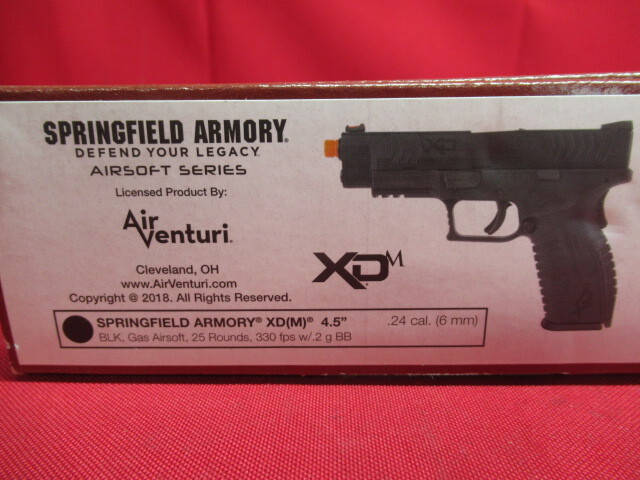 SPRINGFIELD ARMORY®
DEFEND YOUR LEGACY™
AIRSOFT SERIES
Licensed Product By:
Air
Venturi®
Cleveland, OH
www.AirVenturi.com
Copyright @ 2018. All Rights Reserved.
XDM®
SPRINGFIELD ARMORY® XD(M)® 4.5” .24 cal. (6 mm)
BLK, Gas Airsoft, 25 Rounds, 330 fps w/.2 g BB
XDM